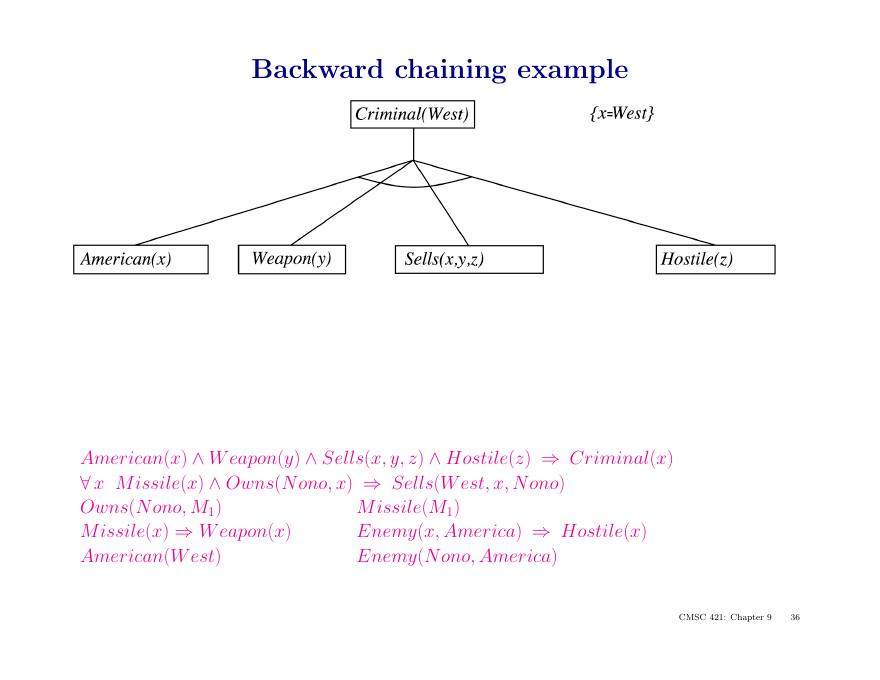 Backward chaining example
Criminal(West) {x=West}
American(x) Weapon(y) Sells(x,y,z) Hostile(z)
American(x) ∧ Weapon(y) ∧ Sells(x, y, z) ∧ Hostile(z) ⇒ Criminal(x)
∀ x Missile(x) ∧ Owns(Nono, x) ⇒ Sells(West, x, Nono)
Owns(Nono, M₁) Missile(M₁)
Missile(x) ⇒ Weapon(x) Enemy(x, America) ⇒ Hostile(x)
American(West) Enemy(Nono, America)
CMSC 421: Chapter 9 36